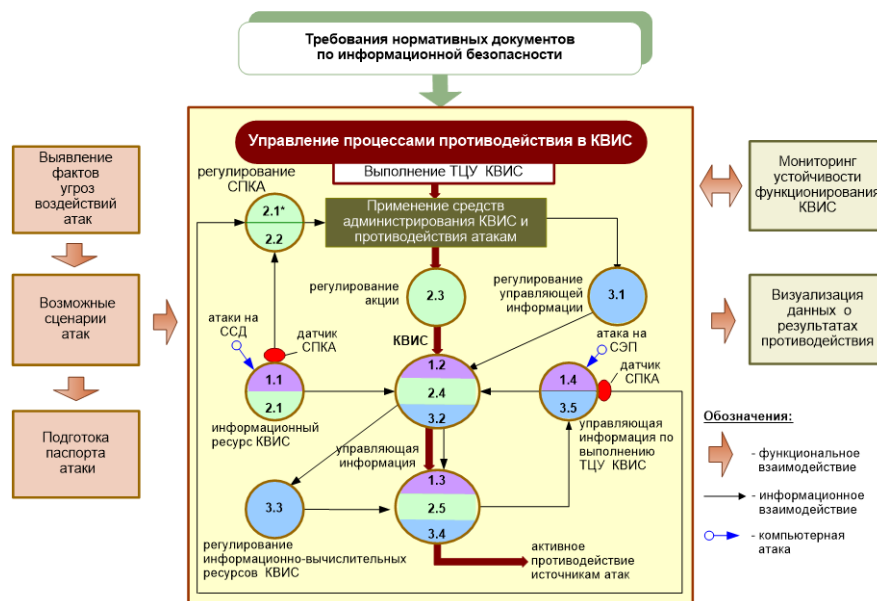 Требования нормативных документов
по информационной безопасности
Управление процессами противодействия в КВИС
Выполнение ТЦУ КВИС
Применение средств
администрирования КВИС и
противодействия атакам
Выявление
фактов
угроз
воздействий
атак
Возможные
сценарии
атак
Подготока
паспорта
атаки
регулирование
СПКА
2.1*
2.2
регулирование
акции
2.3
регулирование
управляющей
информации
3.1
атаки на
ССД
датчик
СПКА
1.1
2.1
информационный
ресурс КВИС
КВИС
1.2
2.4
3.2
атака на
СЭП
датчик
СПКА
1.4
3.5
управляющая
информация по
выполнению
ТЦУ КВИС
управляющая
информация
3.3
регулирование
информационно-вычислительных
ресурсов КВИС
1.3
2.5
3.4
активное
противодействие
источникам атак
Мониторинг
устойчивости
функционирования
КВИС
Визуализация
данных о
результатах
противодействия
Обозначения:
- функциональное
взаимодействие
- информационное
взаимодействие
- компьютерная
атака